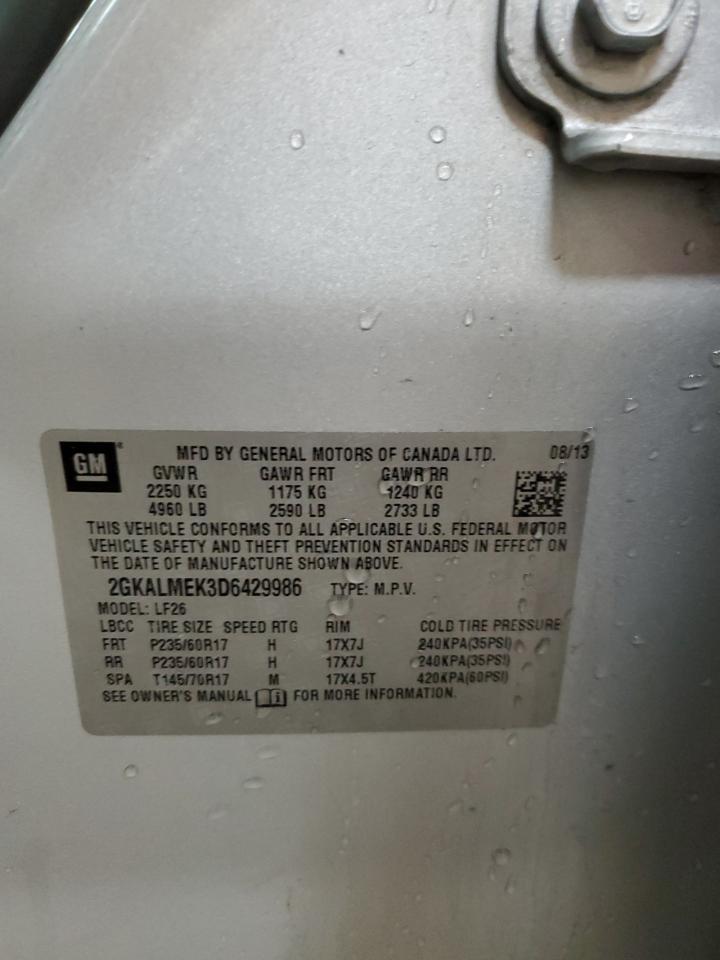 GM ®
MFD BY GENERAL MOTORS OF CANADA LTD. 08/13
GVWR GAWR FRT GAWR RR
2250 KG 1175 KG 1240 KG
4960 LB 2590 LB 2733 LB
THIS VEHICLE CONFORMS TO ALL APPLICABLE U.S. FEDERAL MOTOR
VEHICLE SAFETY AND THEFT PREVENTION STANDARDS IN EFFECT ON
THE DATE OF MANUFACTURE SHOWN ABOVE.
2GKALMEK3D6429986 TYPE: M.P.V.
MODEL: LF26
LBCC TIRE SIZE SPEED RTG RIM COLD TIRE PRESSURE
FRT P235/60R17 H 17X7J 240KPA(35PSI)
RR P235/60R17 H 17X7J 240KPA(35PSI)
SPA T145/70R17 M 17X4.5T 420KPA(60PSI)
SEE OWNER'S MANUAL i FOR MORE INFORMATION.